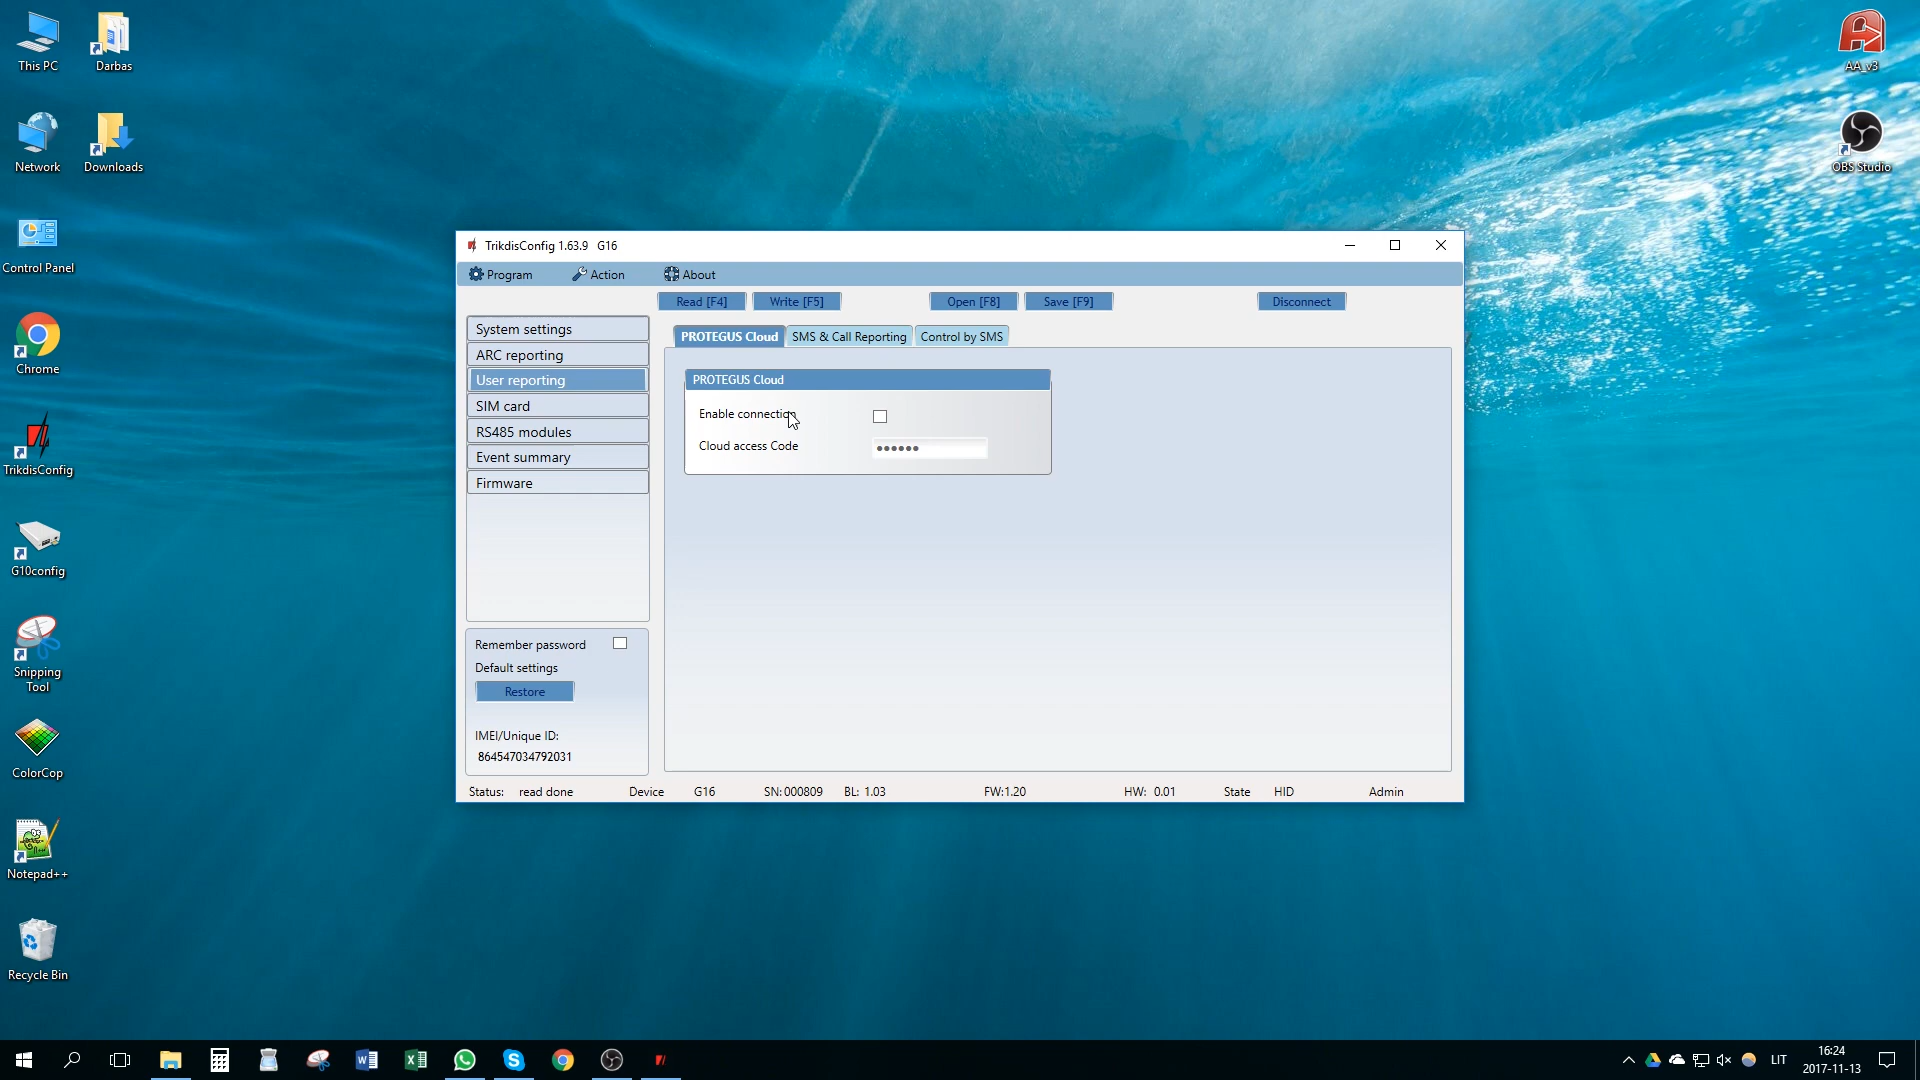 This PC
Darbas
Network
Downloads
Control Panel
Chrome
TrikdisConfig
G10config
Snipping
Tool
ColorCop
Notepad++
Recycle Bin
AA_v3
OBS Studio
TrikdisConfig 1.63.9 G16
Program Action About
Read [F4] Write [F5] Open [F8] Save [F9] Disconnect
System settings
ARC reporting
User reporting
SIM card
RS485 modules
Event summary
Firmware
PROTEGUS Cloud SMS & Call Reporting Control by SMS
PROTEGUS Cloud
Enable connection
Cloud access Code ••••••
Remember password
Default settings
Restore
IMEI/Unique ID:
864547034792031
Status: read done Device G16 SN: 000809 BL: 1.03 FW:1.20 HW: 0.01 State HID Admin
LIT
16:24
2017-11-13